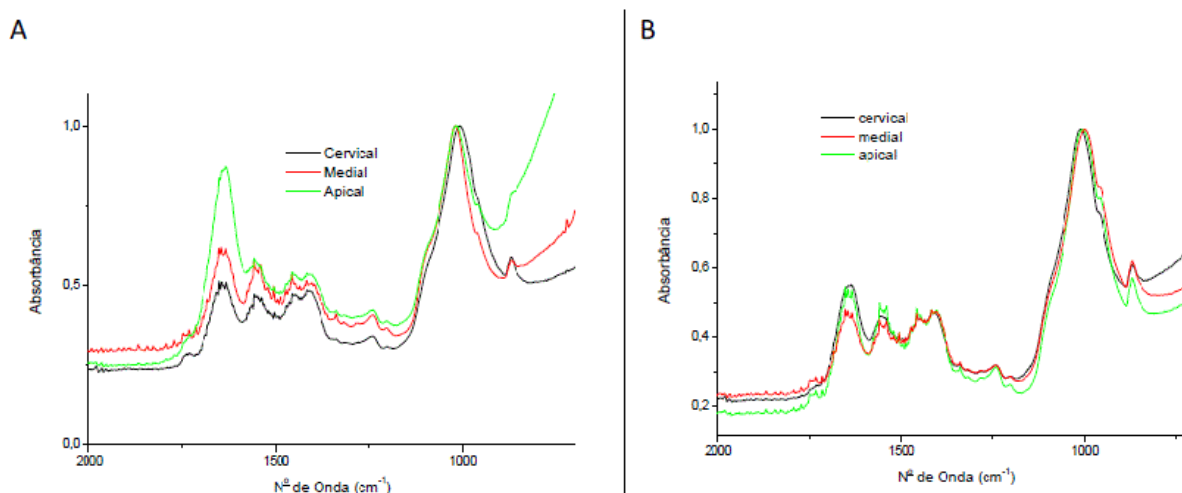 A
1,0
0,5
0,0
Absorbância
Cervical
Medial
Apical
2000
1500
1000
Nº de Onda (cm⁻¹)
B
1,0
0,8
0,6
0,4
0,2
Absorbância
cervical
medial
apical
2000
1500
1000
Nº de Onda (cm⁻¹)